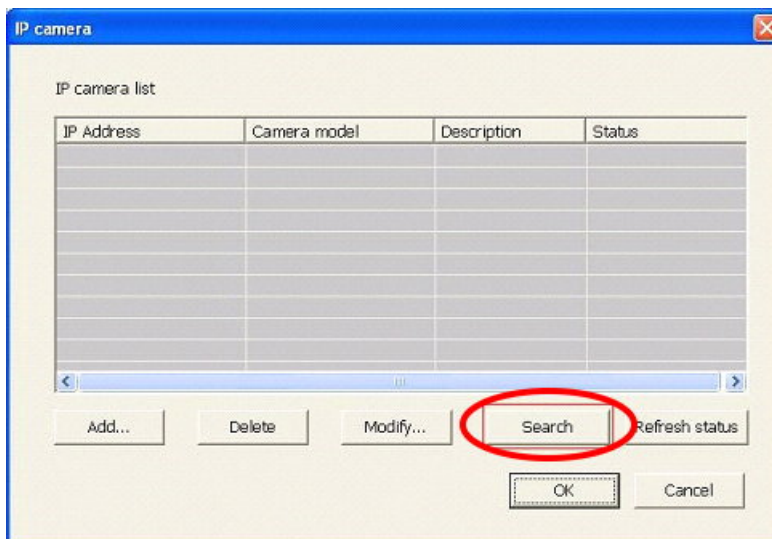 IP camera
IP camera list
IP Address Camera model Description Status
Add... Delete Modify... Search Refresh status
OK Cancel